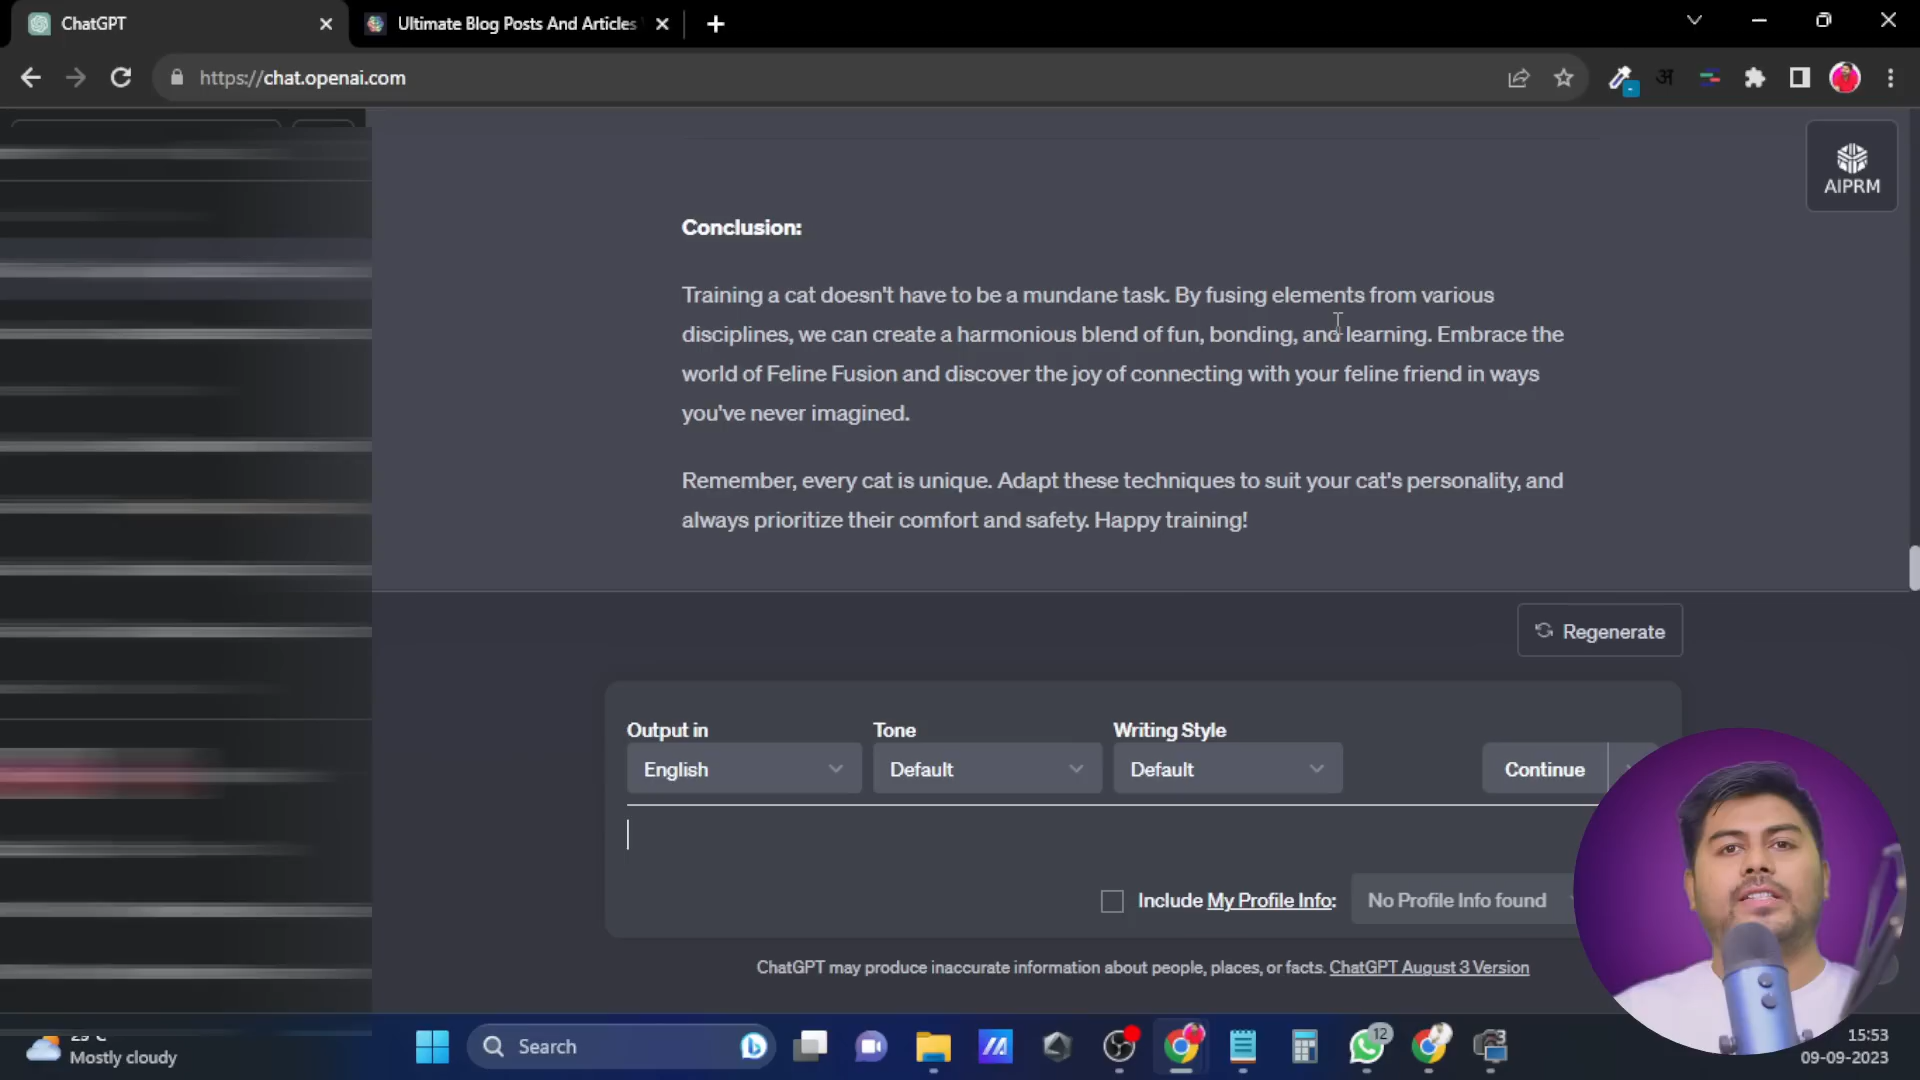 ChatGPT
Ultimate Blog Posts And Articles
https://chat.openai.com
अ
AIPRM
Conclusion:
Training a cat doesn't have to be a mundane task. By fusing elements from various
disciplines, we can create a harmonious blend of fun, bonding, and learning. Embrace the
world of Feline Fusion and discover the joy of connecting with your feline friend in ways
you've never imagined.
Remember, every cat is unique. Adapt these techniques to suit your cat's personality, and
always prioritize their comfort and safety. Happy training!
Regenerate
Output in
Tone
Writing Style
English
Default
Default
Continue
Include My Profile Info:
No Profile Info found
ChatGPT may produce inaccurate information about people, places, or facts. ChatGPT August 3 Version
Mostly cloudy
Search
12
3
15:53
09-09-2023